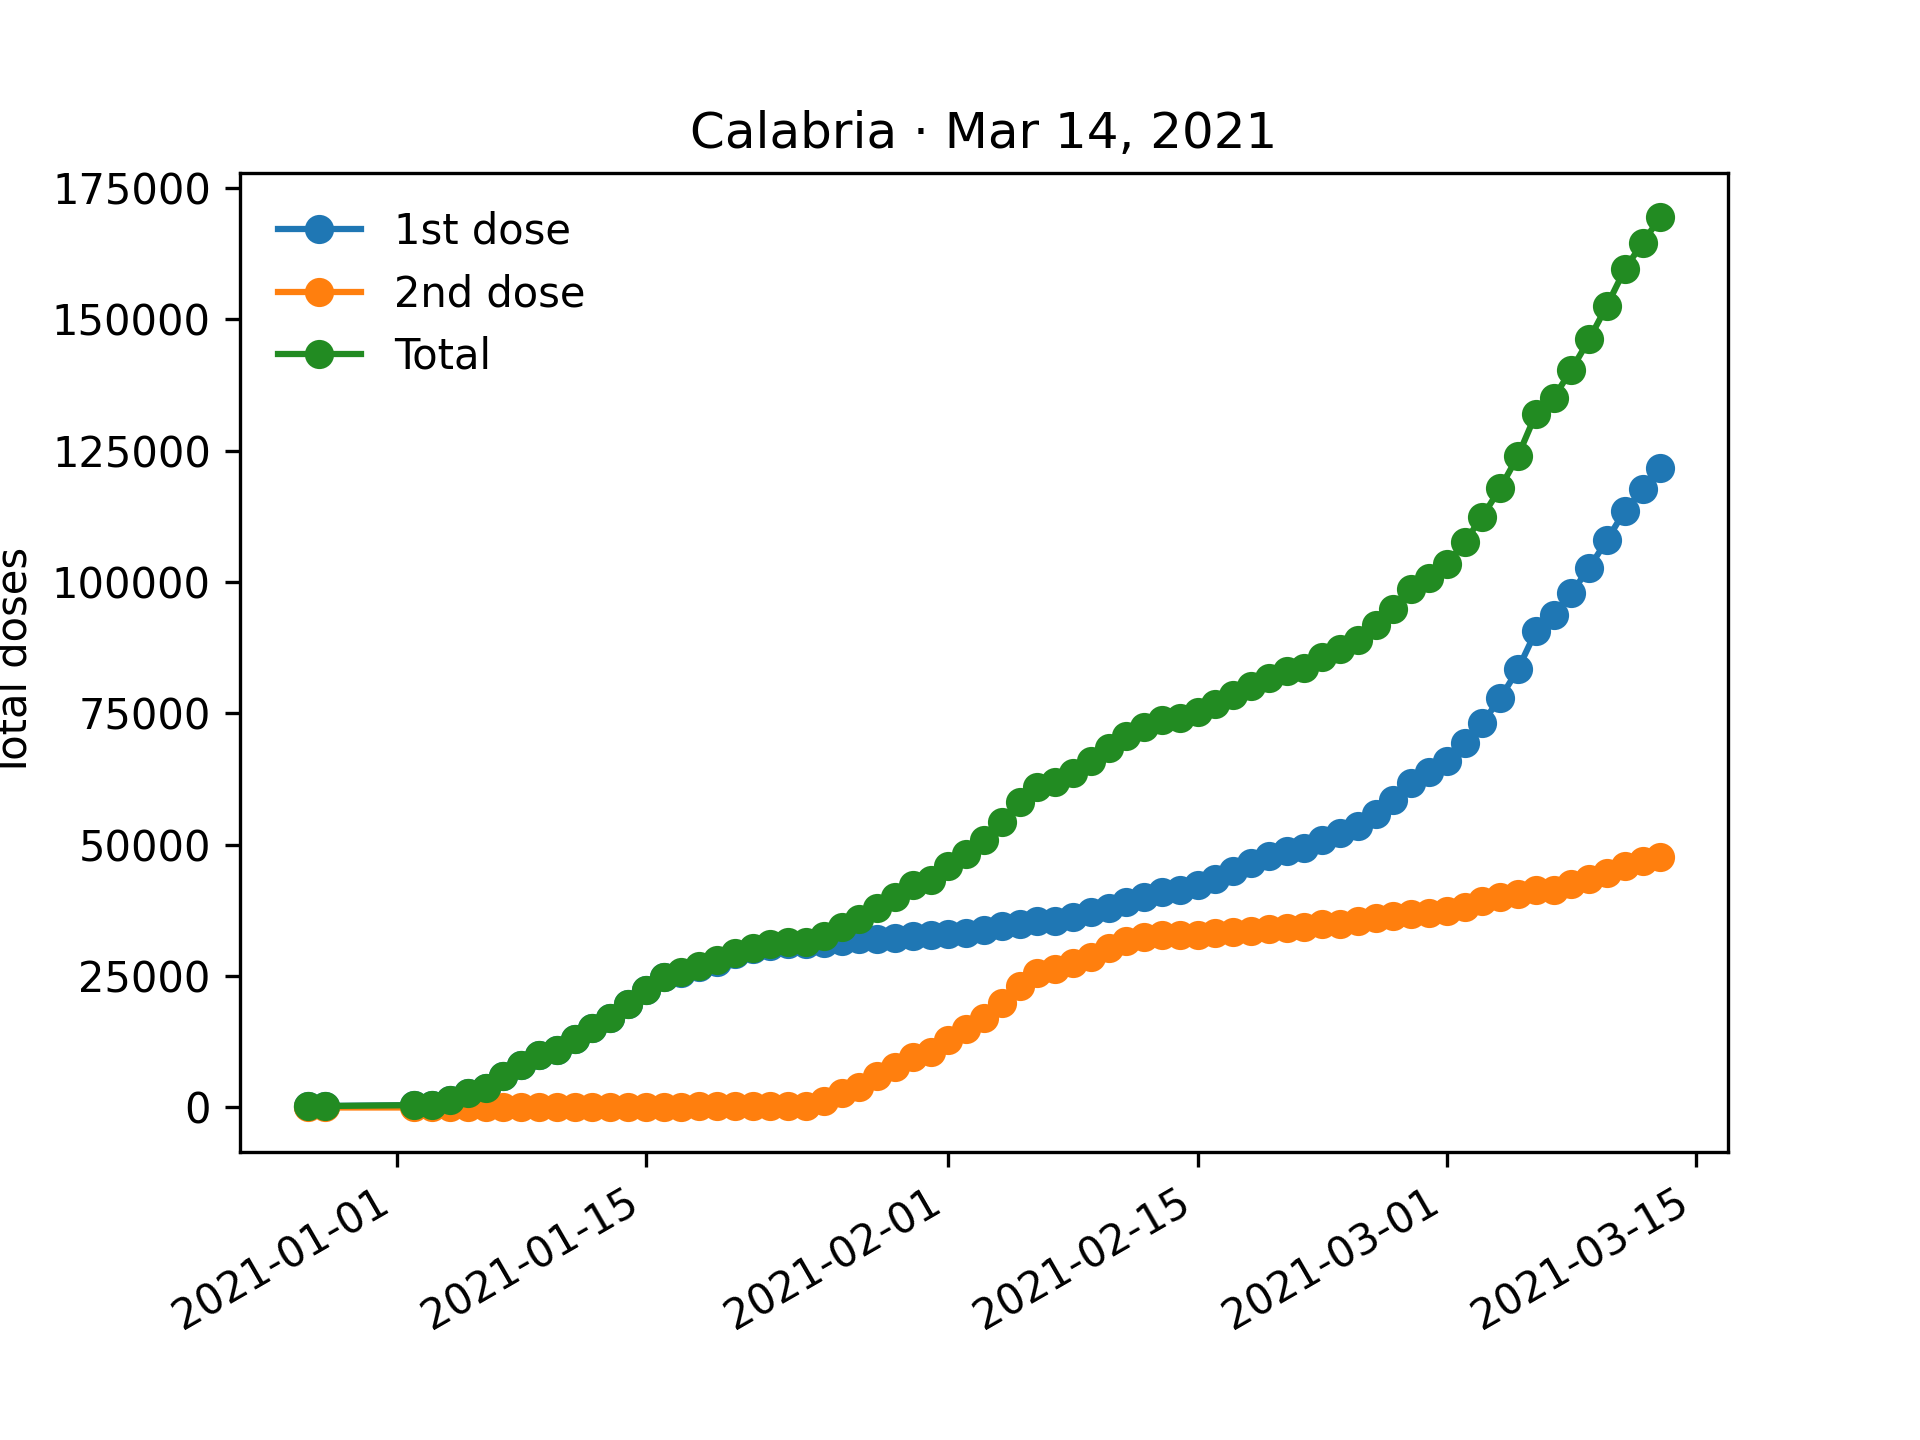 Calabria · Mar 14, 2021
175000
150000
125000
100000
75000
50000
25000
0
Total doses
1st dose
2nd dose
Total
2021-01-01
2021-01-15
2021-02-01
2021-02-15
2021-03-01
2021-03-15